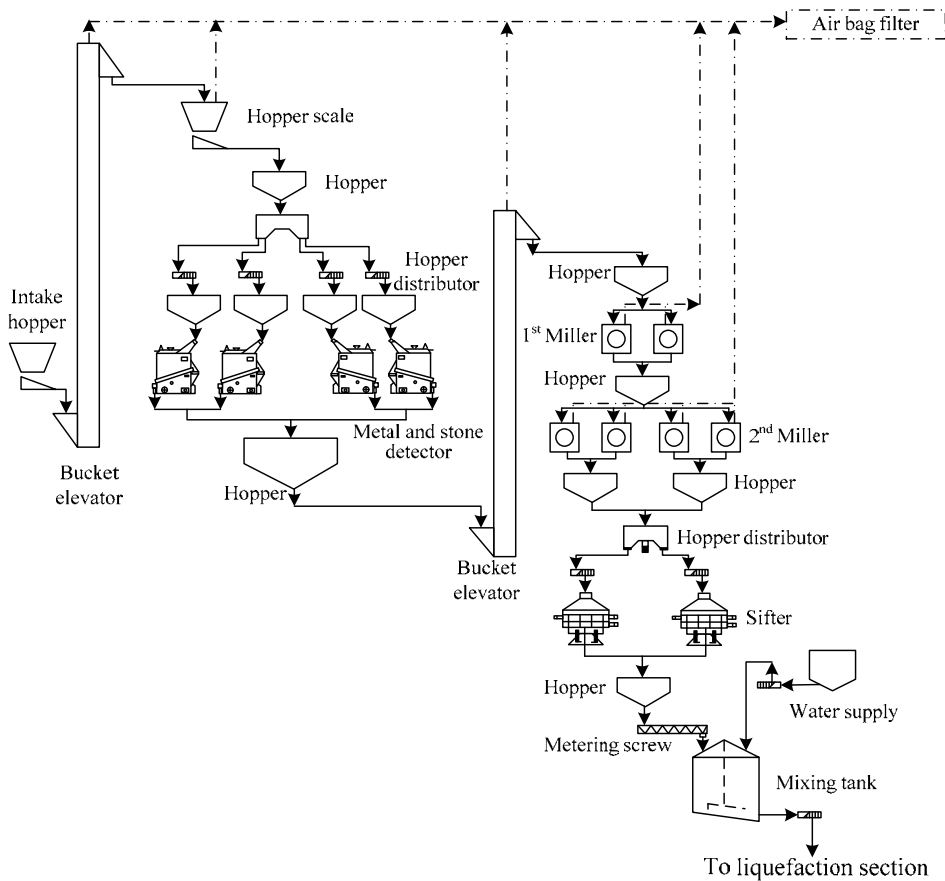 Air bag filter
Hopper scale
Hopper
Hopper
distributor
Intake
hopper
Hopper
1st Miller
Hopper
Metal and stone
detector
2nd Miller
Bucket
elevator
Hopper
Hopper
Hopper distributor
Bucket
elevator
Sifter
Hopper
Water supply
Metering screw
Mixing tank
To liquefaction section